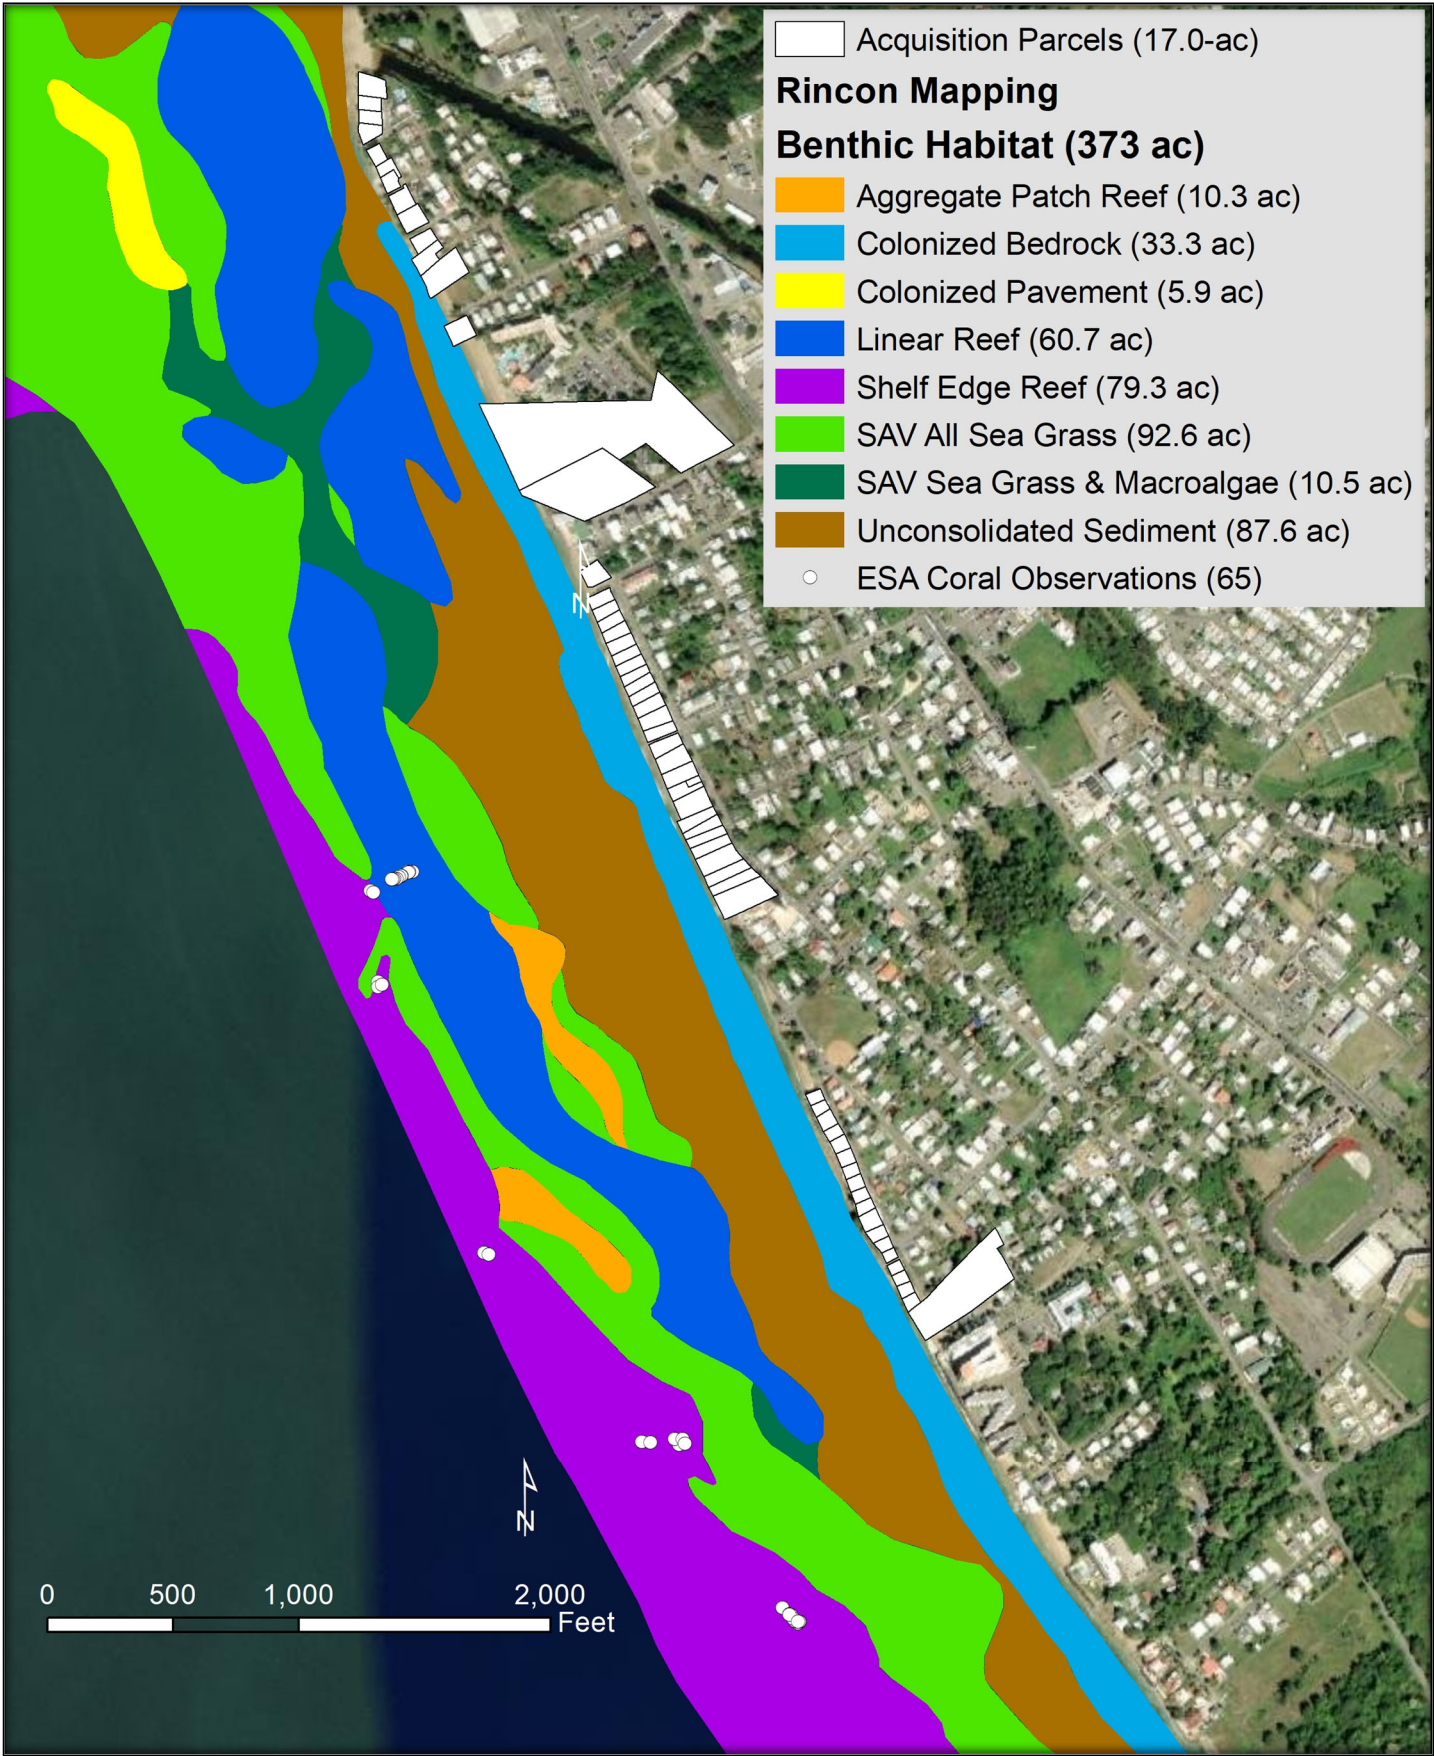 Acquisition Parcels (17.0-ac)
Rincon Mapping
Benthic Habitat (373 ac)
Aggregate Patch Reef (10.3 ac)
Colonized Bedrock (33.3 ac)
Colonized Pavement (5.9 ac)
Linear Reef (60.7 ac)
Shelf Edge Reef (79.3 ac)
SAV All Sea Grass (92.6 ac)
SAV Sea Grass & Macroalgae (10.5 ac)
Unconsolidated Sediment (87.6 ac)
ESA Coral Observations (65)
N
N
0 500 1,000 2,000
Feet